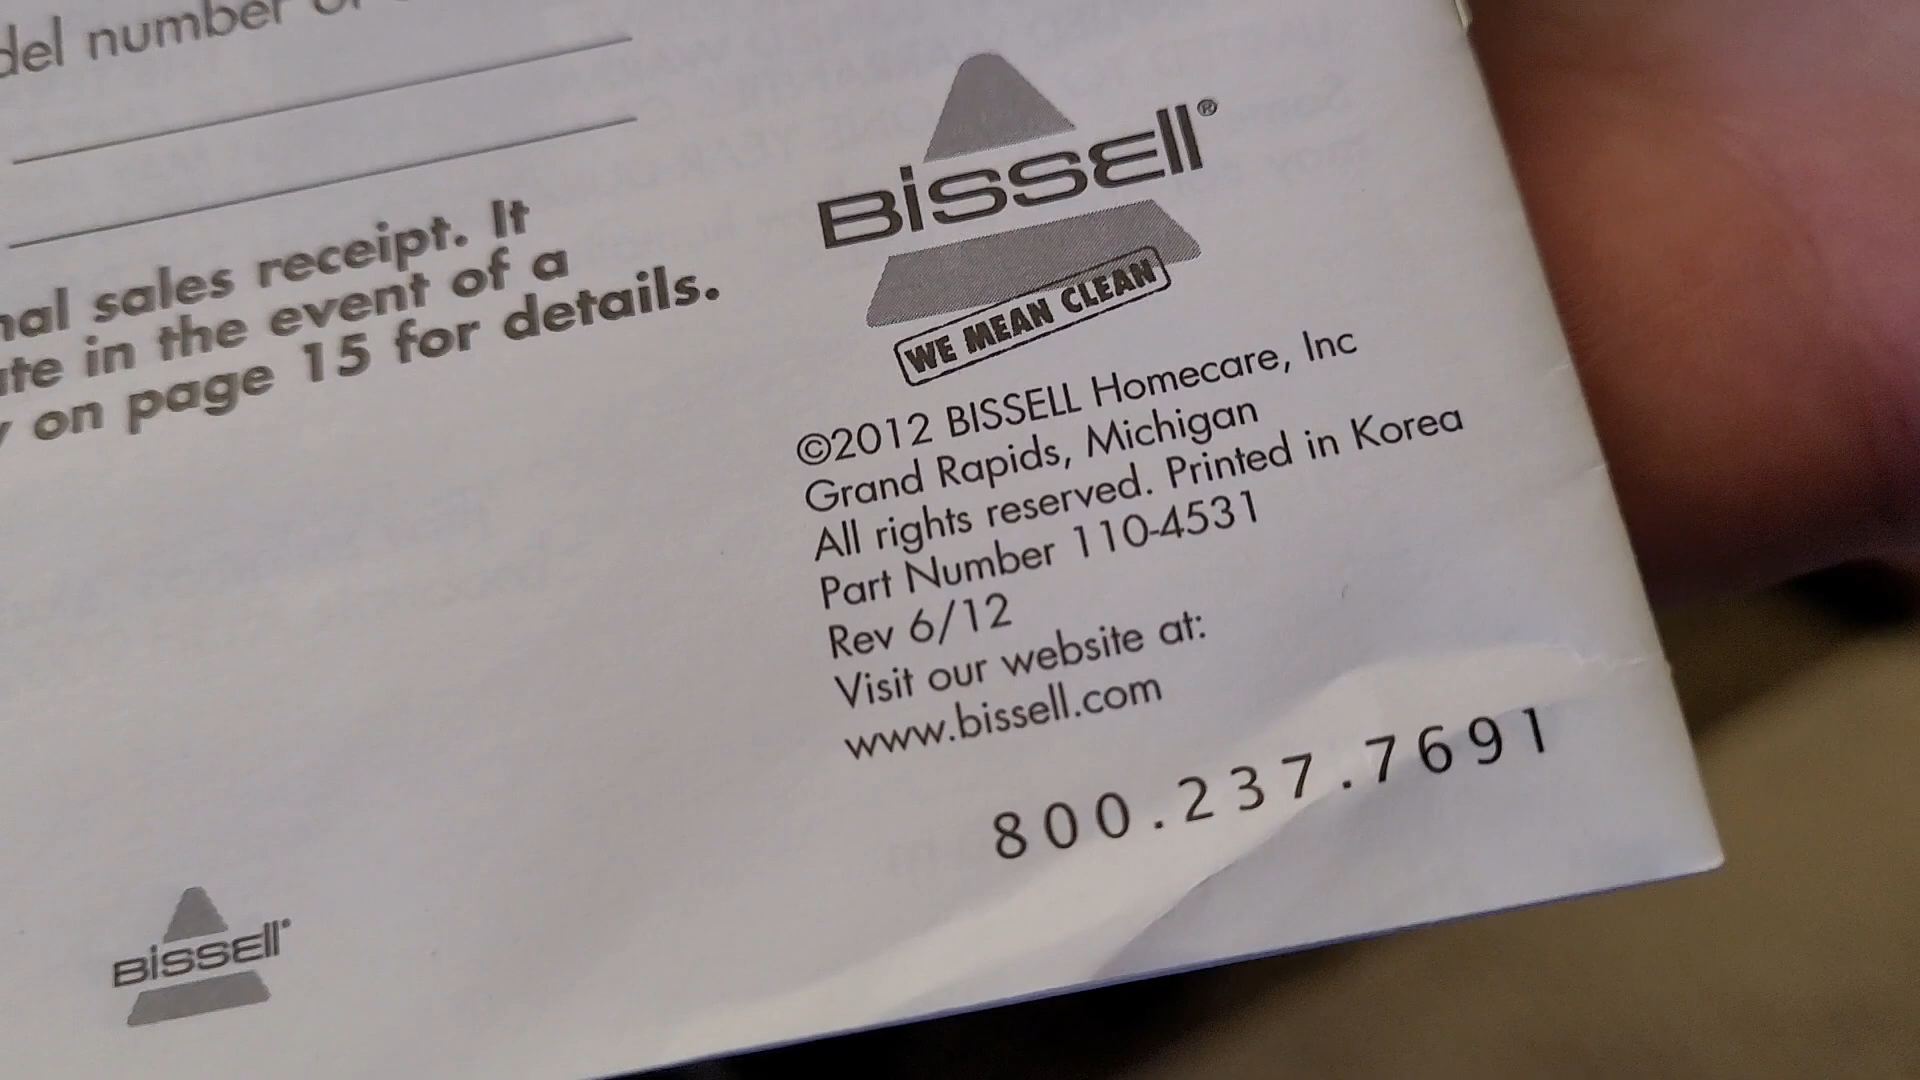 del number
nal sales receipt. It
te in the event of a
on page 15 for details.
BISSELL®
WE MEAN CLEAN
©2012 BISSELL Homecare, Inc
Grand Rapids, Michigan
All rights reserved. Printed in Korea
Part Number 110-4531
Rev 6/12
Visit our website at:
www.bissell.com
800.237.7691
BISSELL®